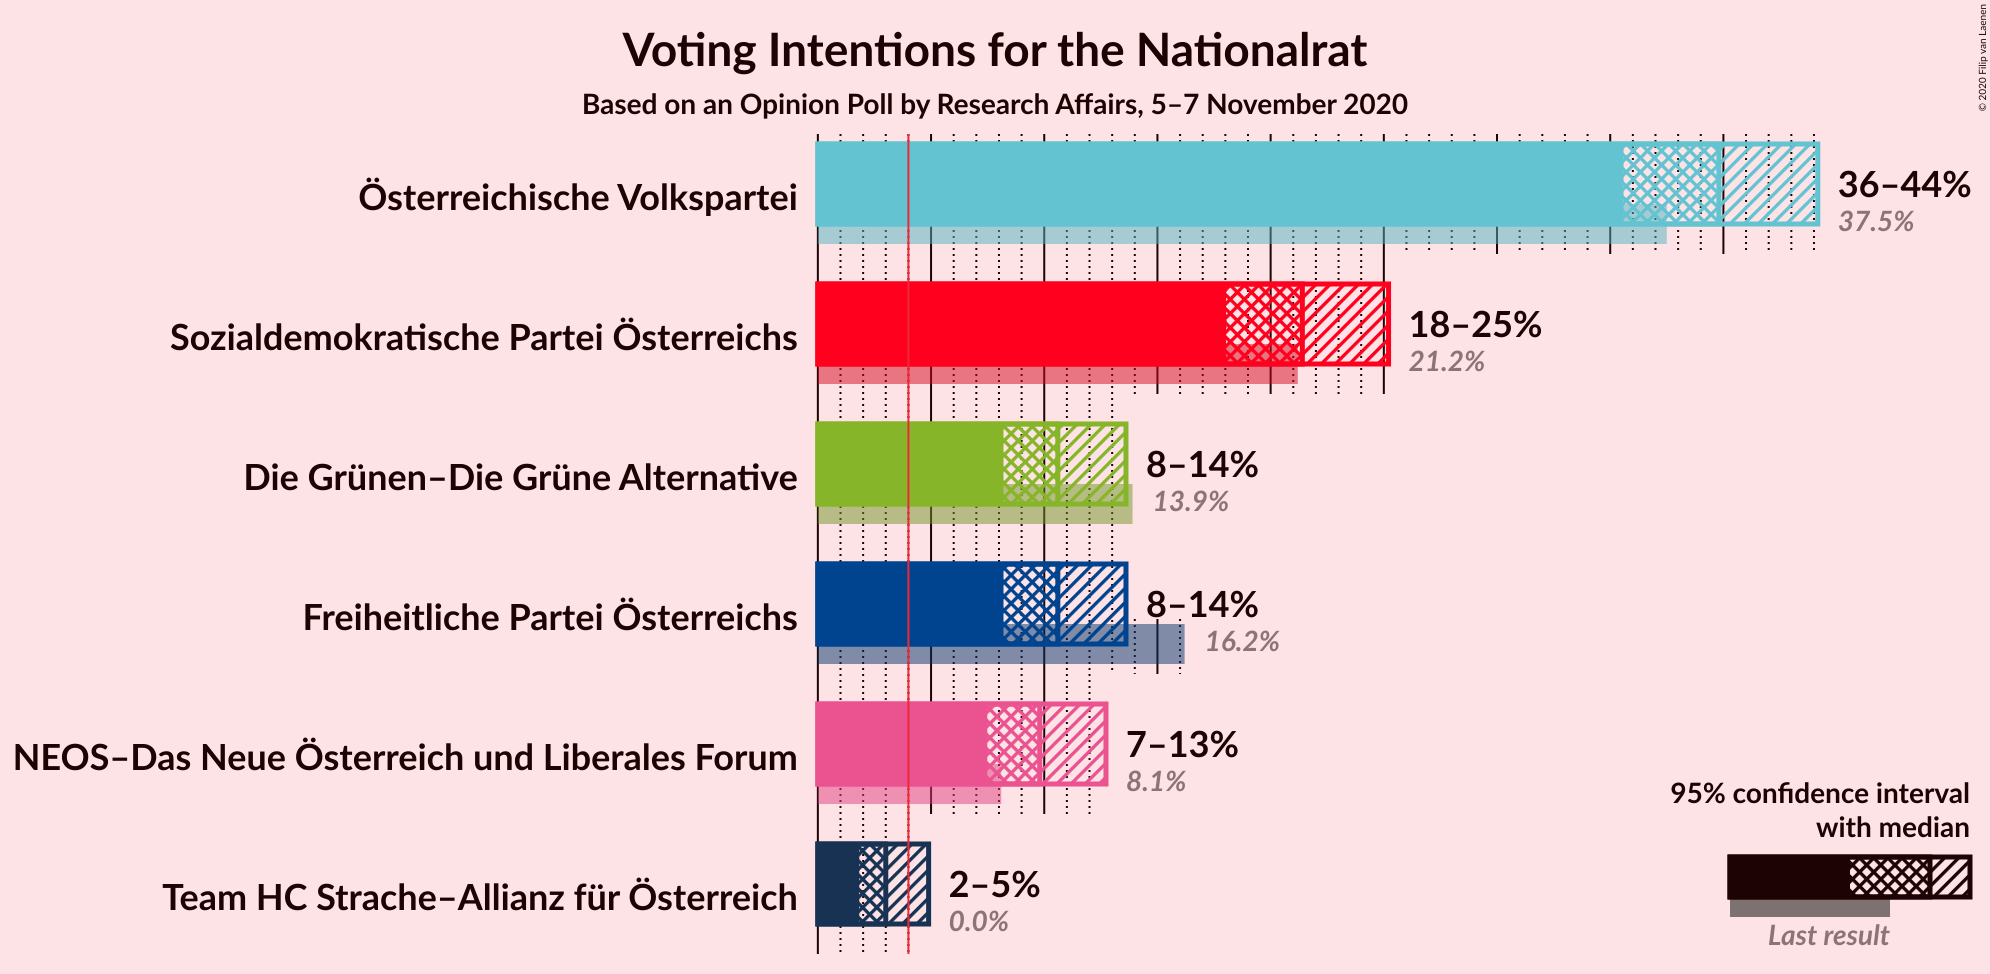 Voting Intentions for the Nationalrat
Based on an Opinion Poll by Research Affairs, 5–7 November 2020
© 2020 Filip van Laenen
Österreichische Volkspartei
36–44%
37.5%
Sozialdemokratische Partei Österreichs
18–25%
21.2%
Die Grünen–Die Grüne Alternative
8–14%
13.9%
Freiheitliche Partei Österreichs
8–14%
16.2%
NEOS–Das Neue Österreich und Liberales Forum
7–13%
8.1%
Team HC Strache–Allianz für Österreich
2–5%
0.0%
95% confidence interval
with median
Last result